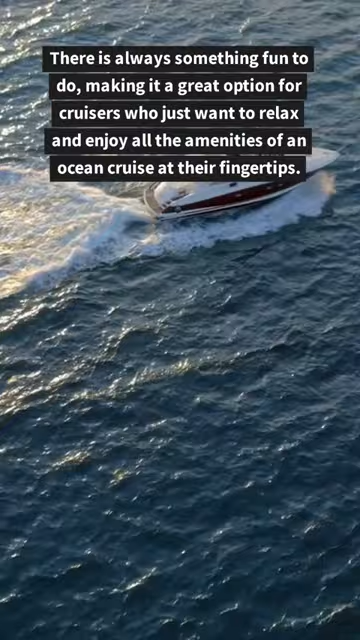 There is always something fun to
do, making it a great option for
cruisers who just want to relax
and enjoy all the amenities of an
ocean cruise at their fingertips.